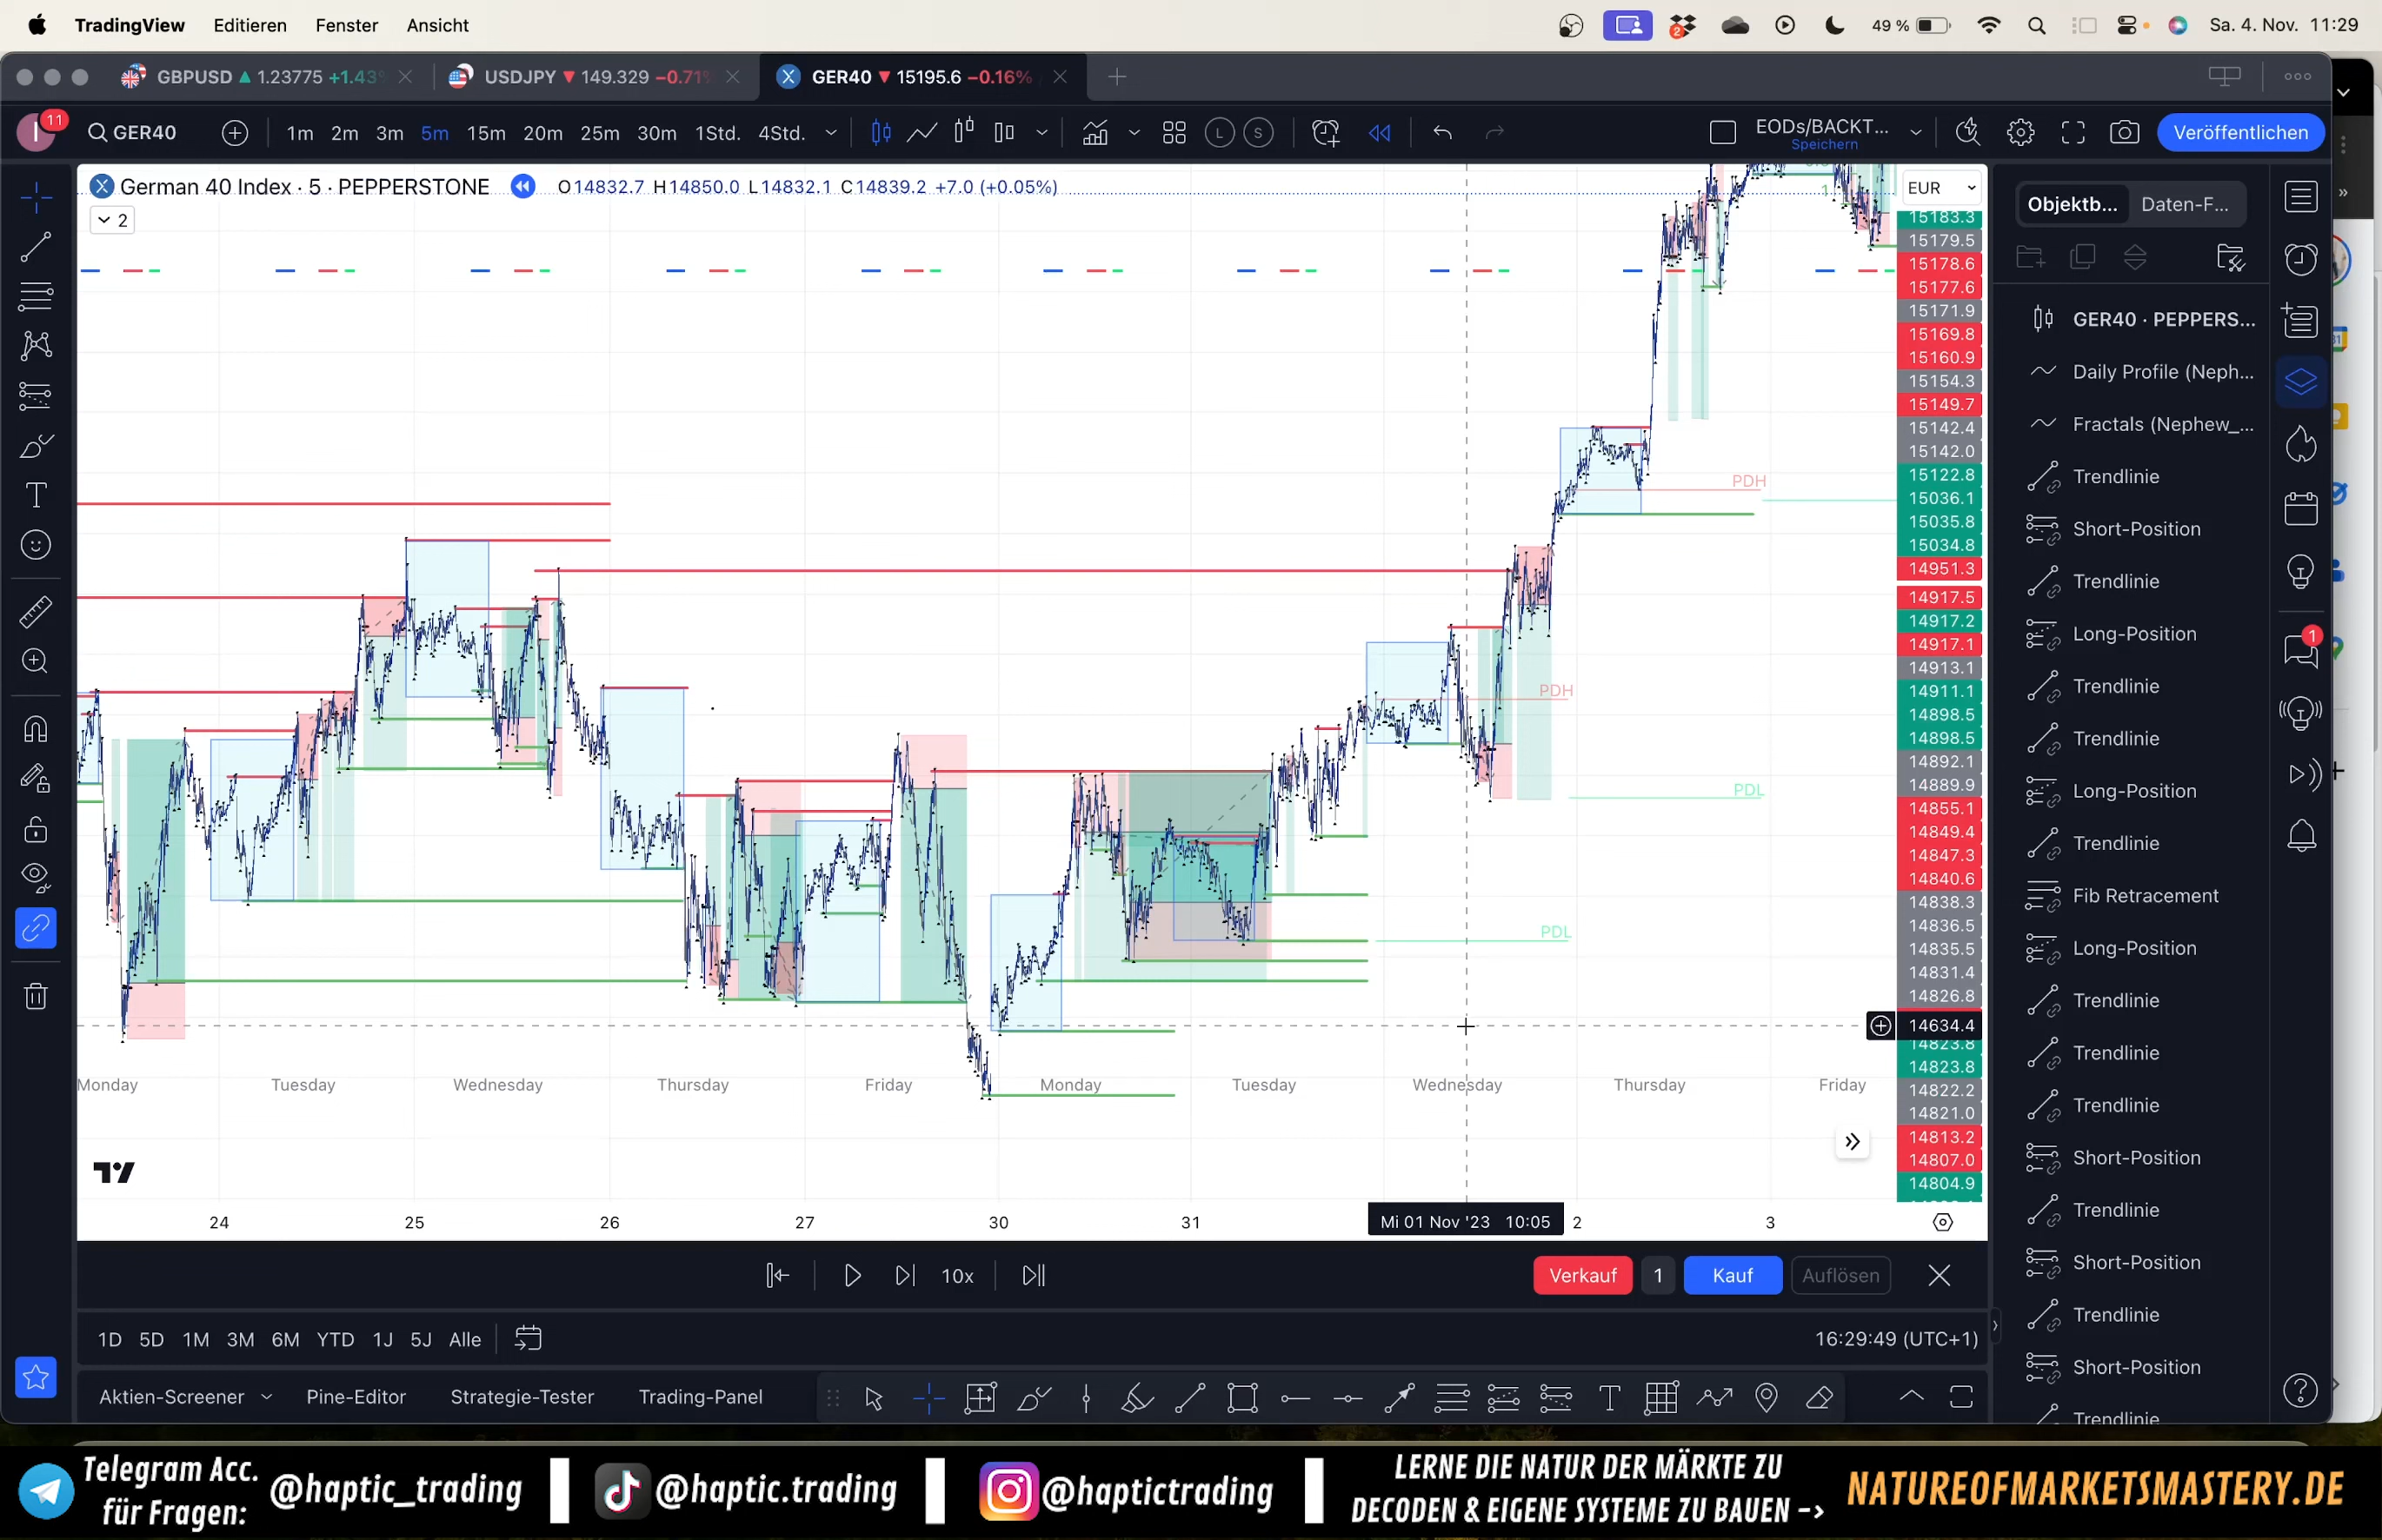 TradingView Editieren Fenster Ansicht
2 49 % Sa. 4. Nov. 11:29
GBPUSD 1.23775 +1.43%
USDJPY 149.329 −0.71%
GER40 15195.6 −0.16%
I 11 GER40 1m 2m 3m 5m 15m 20m 25m 30m 1Std. 4Std. L S EODs/BACKT... Veröffentlichen
Speichern
German 40 Index · 5 · PEPPERSTONE O14832.7 H14850.0 L14832.1 C14839.2 +7.0 (+0.05%)
2
1
EUR
15183.3
15179.5
15178.6
15177.6
15171.9
15169.8
15160.9
15154.3
15149.7
15142.4
15142.0
15122.8
15036.1
15035.8
15034.8
14951.3
14917.5
14917.2
14917.1
14913.1
14911.1
14898.5
14898.5
14892.1
14889.9
14855.1
14849.4
14847.3
14840.6
14838.3
14836.5
14835.5
14831.4
14826.8
14634.4
14823.8
14823.8
14822.2
14821.0
14813.2
14807.0
14804.9
PDH
PDH
PDL
PDL
Monday Tuesday Wednesday Thursday Friday Monday Tuesday Wednesday Thursday Friday
24 25 26 27 30 31 Mi 01 Nov '23 10:05 2 3
10x Verkauf 1 Kauf Auflösen
1D 5D 1M 3M 6M YTD 1J 5J Alle 16:29:49 (UTC+1)
Aktien-Screener Pine-Editor Strategie-Tester Trading-Panel
Objektb... Daten-F...
GER40 · PEPPERS...
Daily Profile (Neph...
Fractals (Nephew_...
Trendlinie
Short-Position
Trendlinie
Long-Position
Trendlinie
Trendlinie
Long-Position
Trendlinie
Fib Retracement
Long-Position
Trendlinie
Trendlinie
Trendlinie
Short-Position
Trendlinie
Short-Position
Trendlinie
Short-Position
Trendlinie
1
Telegram Acc.
für Fragen:
@haptic_trading
@haptic.trading
@haptictrading
LERNE DIE NATUR DER MÄRKTE ZU
DECODEN & EIGENE SYSTEME ZU BAUEN –>
NATUREOFMARKETSMASTERY.DE